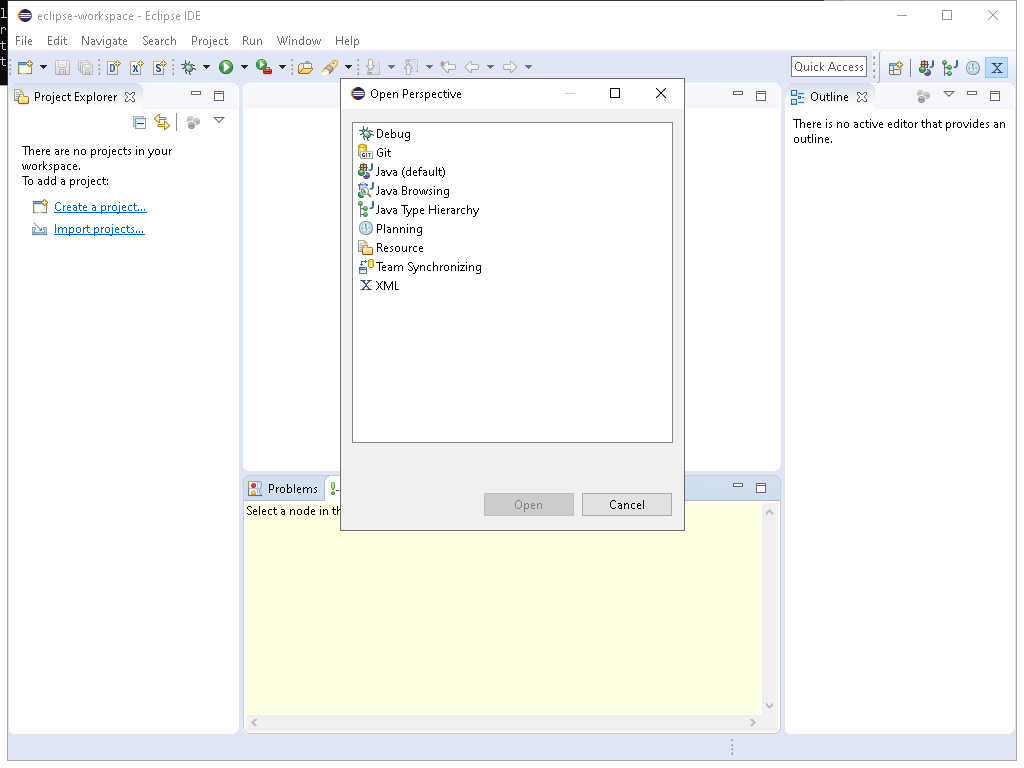 eclipse-workspace - Eclipse IDE
File Edit Navigate Search Project Run Window Help
Quick Access
Project Explorer
There are no projects in your
workspace.
To add a project:
Create a project...
Import projects...
Open Perspective
Debug
Git
Java (default)
Java Browsing
Java Type Hierarchy
Planning
Resource
Team Synchronizing
XML
Open Cancel
Outline
There is no active editor that provides an
outline.
Problems
Select a node in th